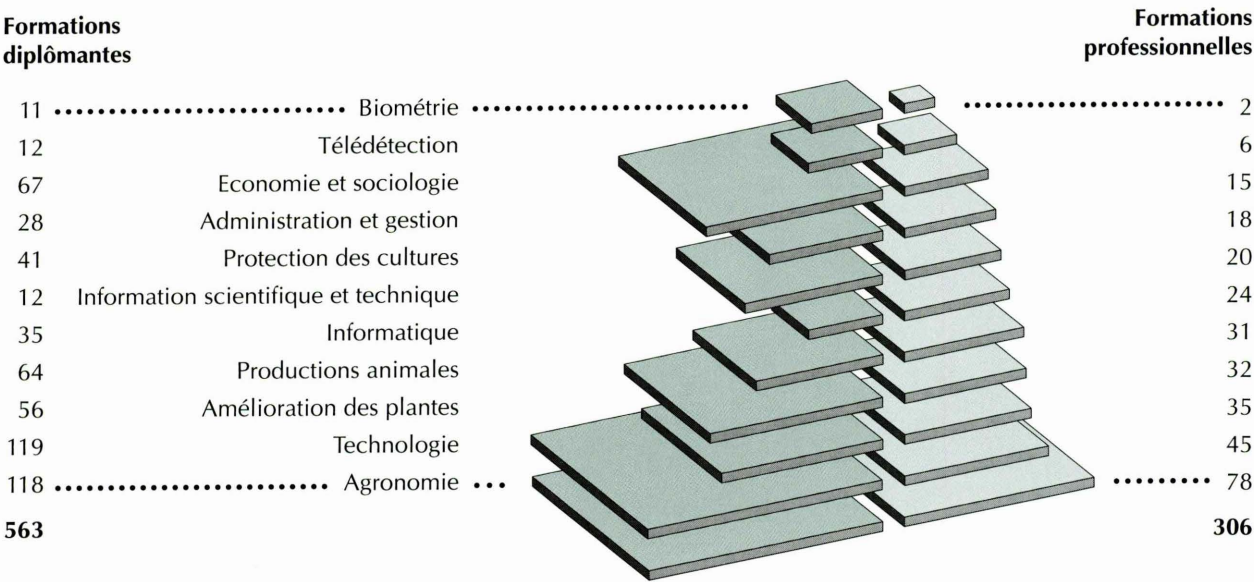 Formations
diplômantes
Formations
professionnelles
11 Biométrie 2
12 Télédétection 6
67 Economie et sociologie 15
28 Administration et gestion 18
41 Protection des cultures 20
12 Information scientifique et technique 24
35 Informatique 31
64 Productions animales 32
56 Amélioration des plantes 35
119 Technologie 45
118 Agronomie 78
563 306